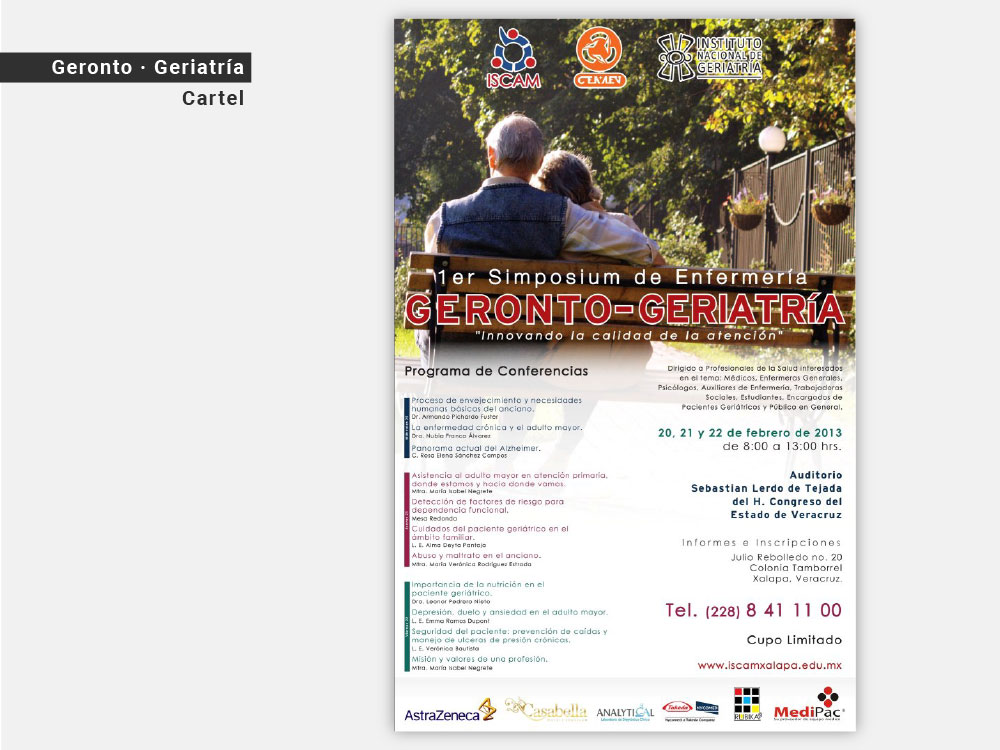 Geronto · Geriatría
Cartel
ISCAM
INSTITUTO
NACIONAL DE
GERIATRÍA
1er Simposium de Enfermería
GERONTO-GERIATRÍA
"Innovando la calidad de la atención"
Programa de Conferencias
Proceso de envejecimiento y necesidades
humanas básicas del anciano.
Dr. Armando Pichardo Fuster
La enfermedad crónica y el adulto mayor.
Dra. Nubia Franco Álvarez
Panorama actual del Alzheimer.
C. Rosa Elena Sánchez Campos
Asistencia al adulto mayor en atención primaria,
donde estamos y hacia donde vamos.
Mtra. María Isabel Negrete
Detección de factores de riesgo para
dependencia funcional.
Mesa Redonda
Cuidados del paciente geriátrico en el
ámbito familiar.
L. E. Alma Deyta Pantoja
Abuso y maltrato en el anciano.
Mtra. María Verónica Rodríguez Estrada
Importancia de la nutrición en el
paciente geriátrico.
Dra. Leonor Pedrero Nieto
Depresión, duelo y ansiedad en el adulto mayor.
L. E. Emma Ramos Dupont
Seguridad del paciente: prevención de caídas y
manejo de ulceras de presión crónicas.
L. E. Verónica Bautista
Misión y valores de una profesión.
Mtra. María Isabel Negrete
Dirigido a Profesionales de la Salud interesados
en el tema: Médicos, Enfermeras Generales,
Psicólogos, Auxiliares de Enfermería, Trabajadoras
Sociales, Estudiantes, Encargados de
Pacientes Geriátricos y Público en General.
20, 21 y 22 de febrero de 2013
de 8:00 a 13:00 hrs.
Auditorio
Sebastian Lerdo de Tejada
del H. Congreso del
Estado de Veracruz
Informes e Inscripciones
Julio Rebolledo no. 20
Colonia Tamborrel
Xalapa, Veracruz.
Tel. (228) 8 41 11 00
Cupo Limitado
www.iscamxalapa.edu.mx
AstraZeneca
Casabella
ANALYTICAL
Laboratorio de Diagnóstico Clínico
Takeda
NYCOMED
RUBIKA
MediPac